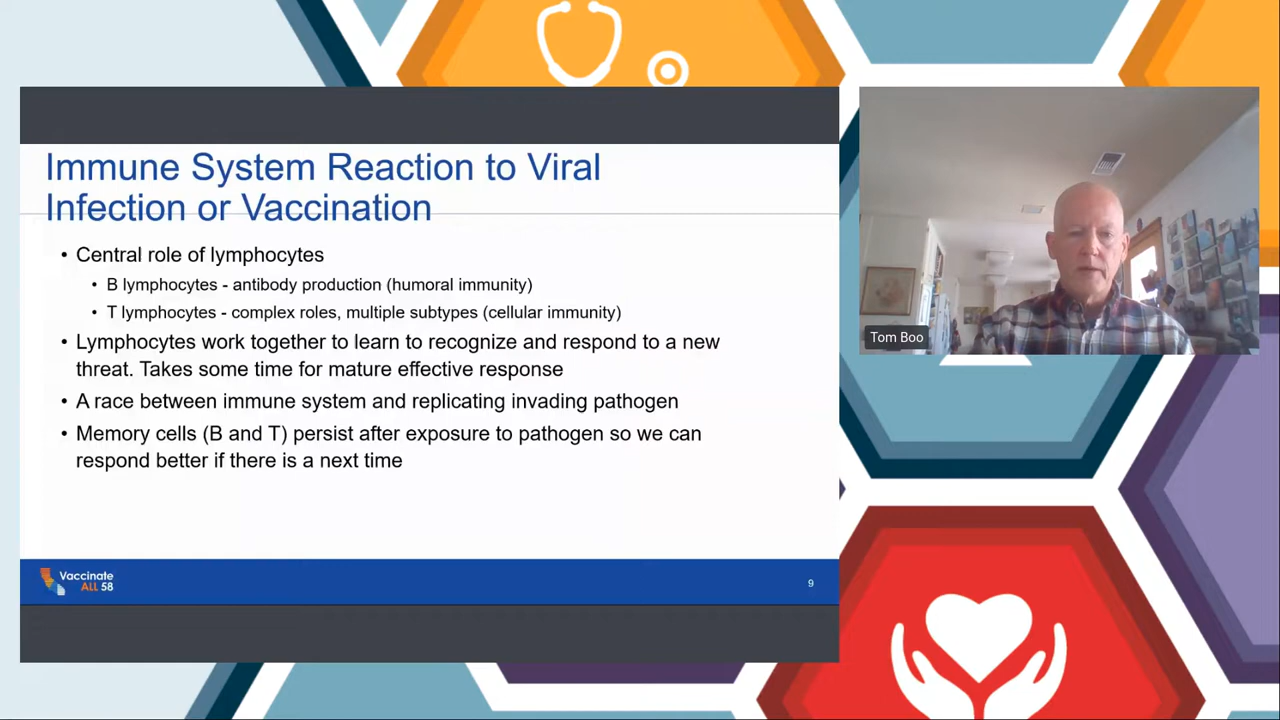 Immune System Reaction to Viral
Infection or Vaccination
• Central role of lymphocytes
• B lymphocytes - antibody production (humoral immunity)
• T lymphocytes - complex roles, multiple subtypes (cellular immunity)
• Lymphocytes work together to learn to recognize and respond to a new
threat. Takes some time for mature effective response
• A race between immune system and replicating invading pathogen
• Memory cells (B and T) persist after exposure to pathogen so we can
respond better if there is a next time
Vaccinate
ALL 58
9
Tom Boo